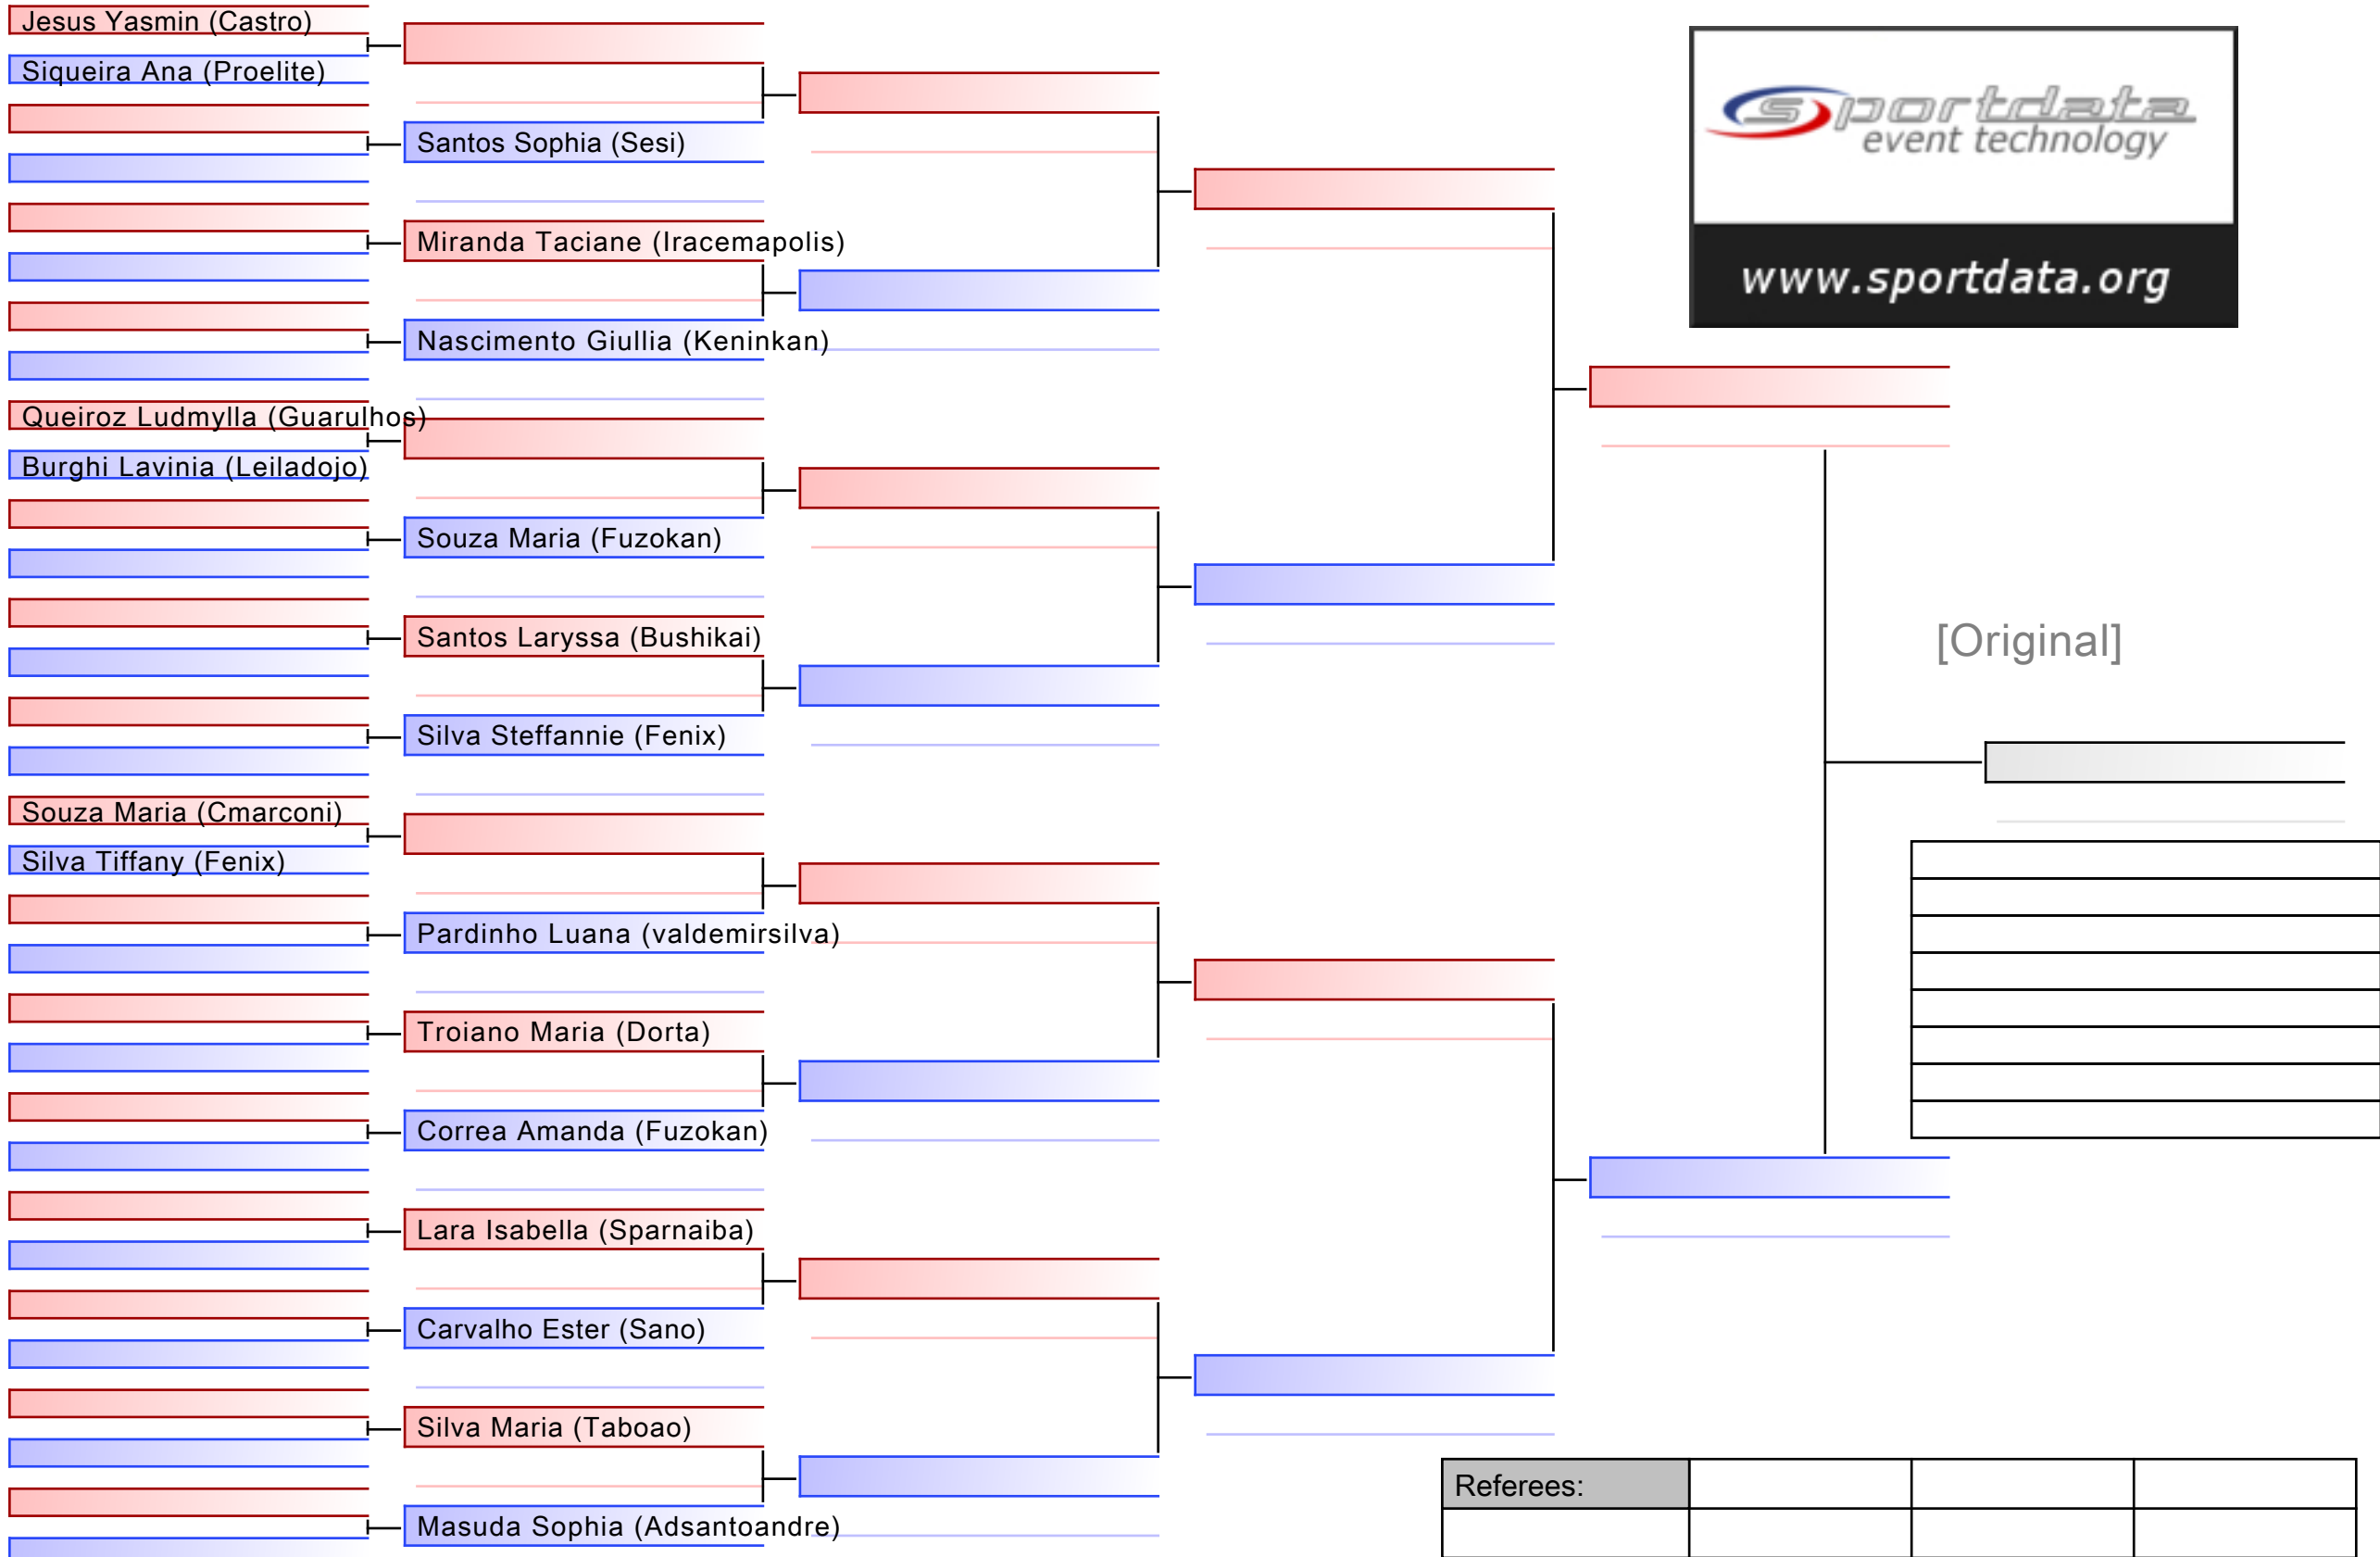 Jesus Yasmin (Castro)
Siqueira Ana (Proelite)
Santos Sophia (Sesi)
Miranda Taciane (Iracemapolis)
Nascimento Giullia (Keninkan)
Queiroz Ludmylla (Guarulhos)
Burghi Lavinia (Leiladojo)
Souza Maria (Fuzokan)
Santos Laryssa (Bushikai)
Silva Steffannie (Fenix)
Souza Maria (Cmarconi)
Silva Tiffany (Fenix)
Pardinho Luana (valdemirsilva)
Troiano Maria (Dorta)
Correa Amanda (Fuzokan)
Lara Isabella (Sparnaiba)
Carvalho Ester (Sano)
Silva Maria (Taboao)
Masuda Sophia (Adsantoandre)
sportdata
event technology
www.sportdata.org
[Original]
Referees: